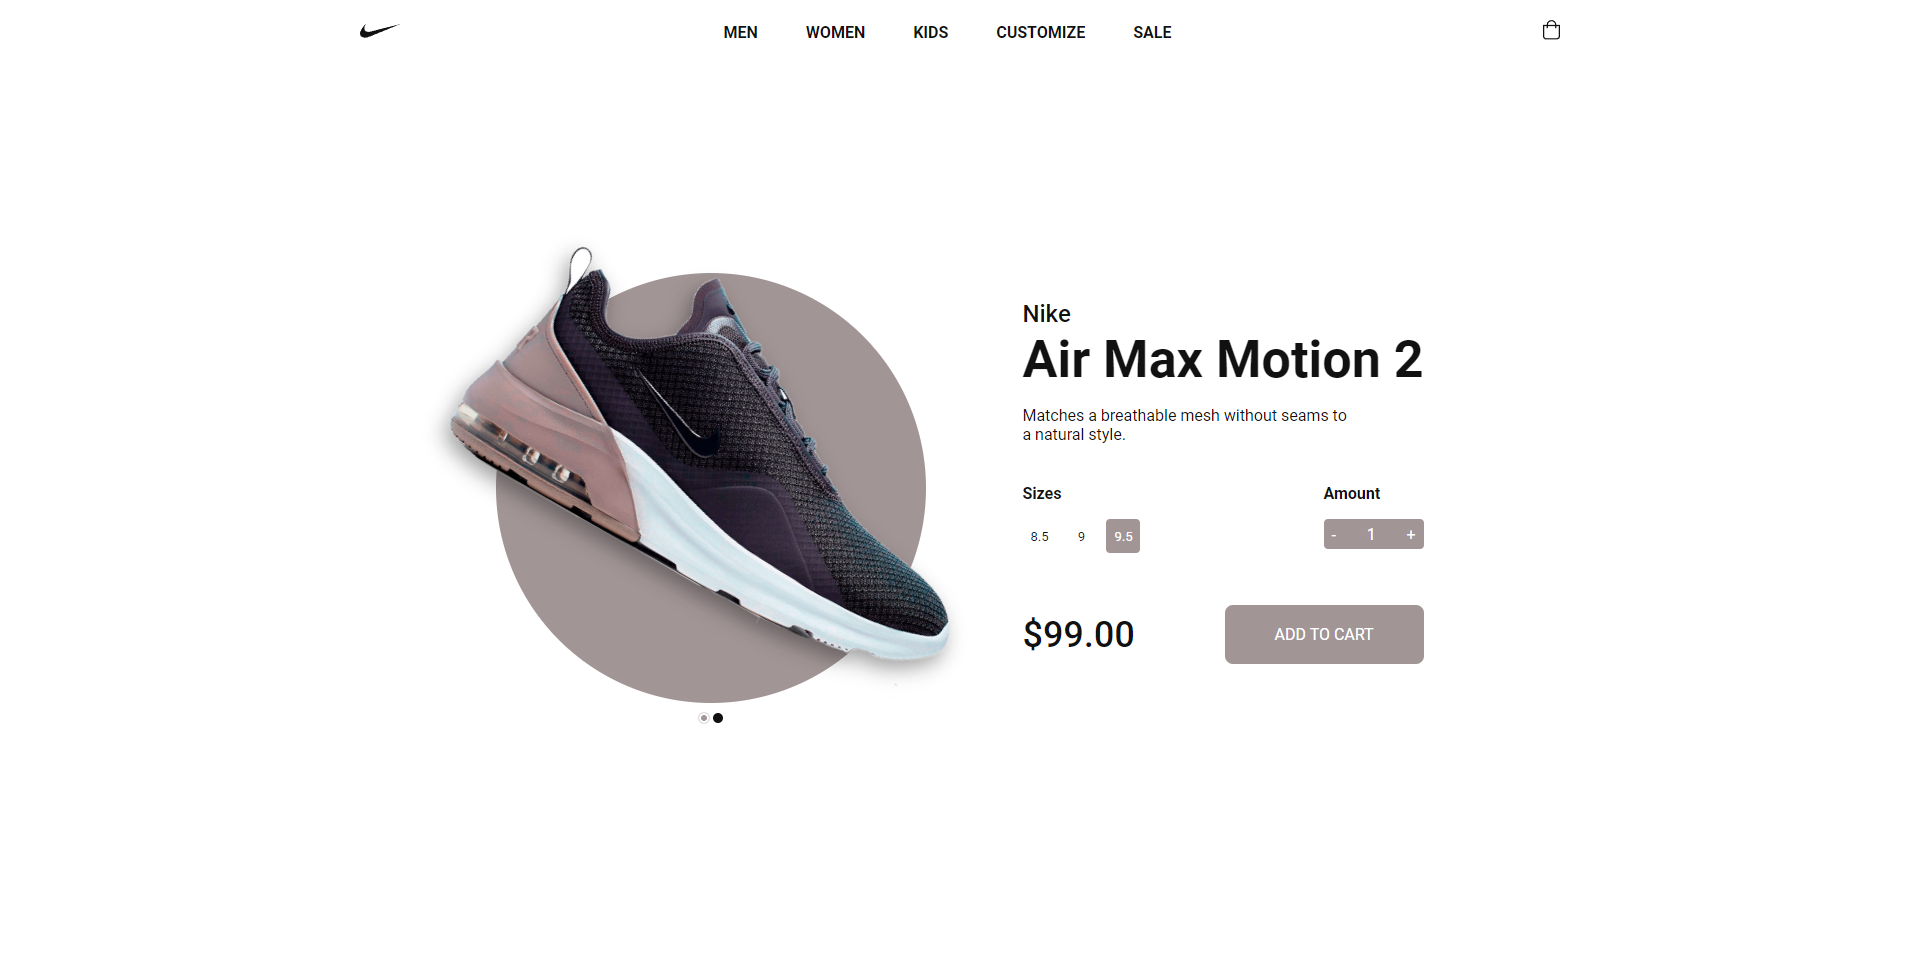 MEN WOMEN KIDS CUSTOMIZE SALE
Nike
Air Max Motion 2
Matches a breathable mesh without seams to
a natural style.
Sizes Amount
8.5 9 9.5 - 1 +
$99.00 ADD TO CART